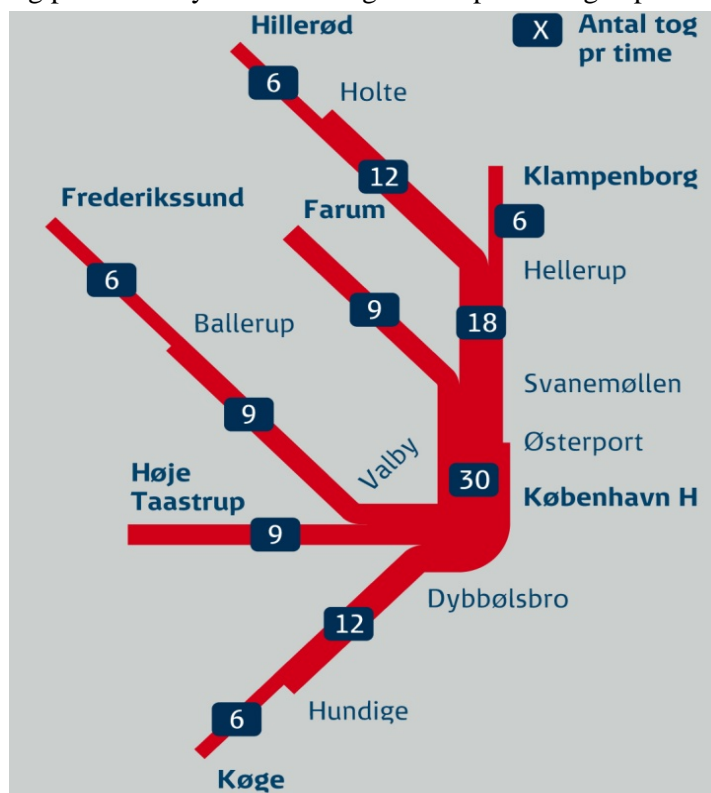 Hillerød
X Antal tog
pr time
6
Holte
12
Klampenborg
Frederikssund
Farum
6
Hellerup
6
9
18
Ballerup
Svanemøllen
9
Østerport
Valby
Høje
Taastrup
30
København H
9
Dybbølsbro
12
Hundige
6
Køge